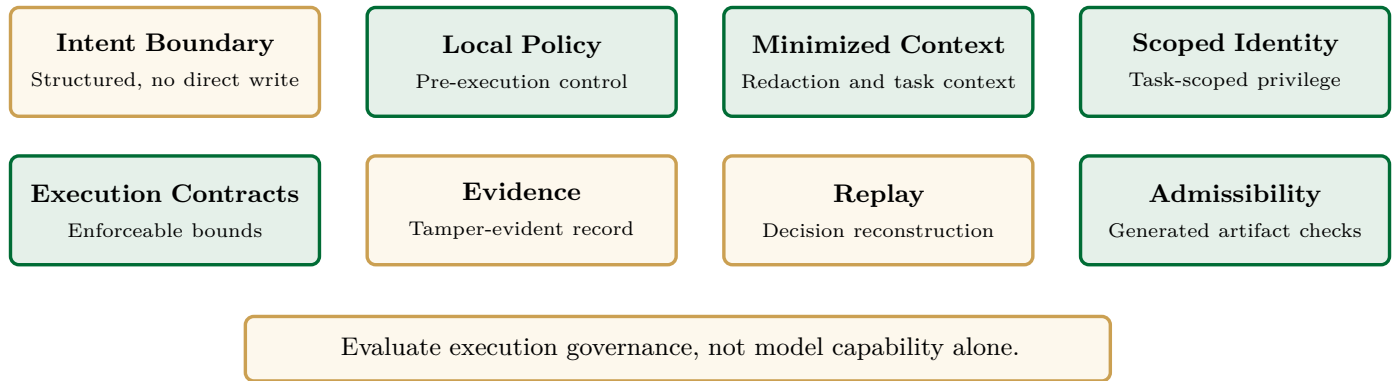 Intent Boundary
Structured, no direct write
Local Policy
Pre-execution control
Minimized Context
Redaction and task context
Scoped Identity
Task-scoped privilege
Execution Contracts
Enforceable bounds
Evidence
Tamper-evident record
Replay
Decision reconstruction
Admissibility
Generated artifact checks
Evaluate execution governance, not model capability alone.